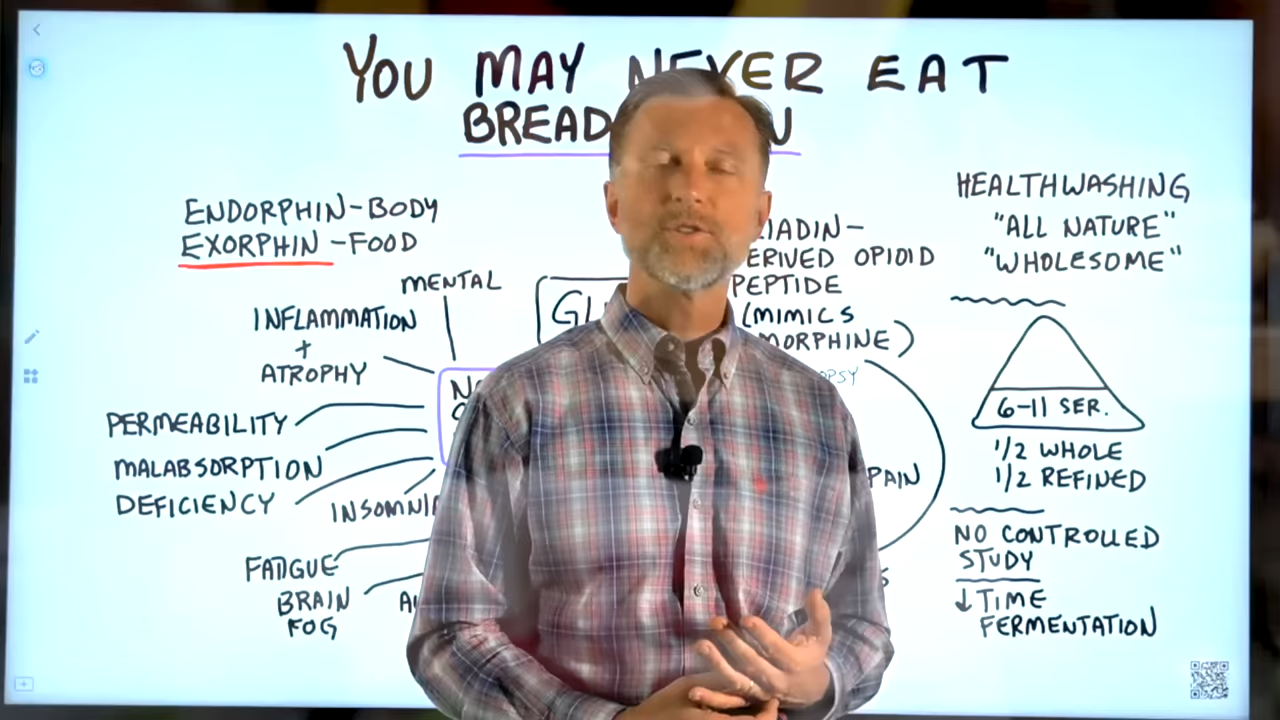 YOU MAY NEVER EAT
BREAD
ENDORPHIN-BODY
EXORPHIN-FOOD
MENTAL
INFLAMMATION
+
ATROPHY
PERMEABILITY
MALABSORPTION
DEFICIENCY
FATIGUE
BRAIN
FOG
OPIOID
PEPTIDE
(MIMICS
MORPHINE)
PAIN
HEALTHWASHING
"ALL NATURE"
"WHOLESOME"
6-11 SER.
1/2 WHOLE
1/2 REFINED
NO CONTROLLED
STUDY
↓TIME
FERMENTATION